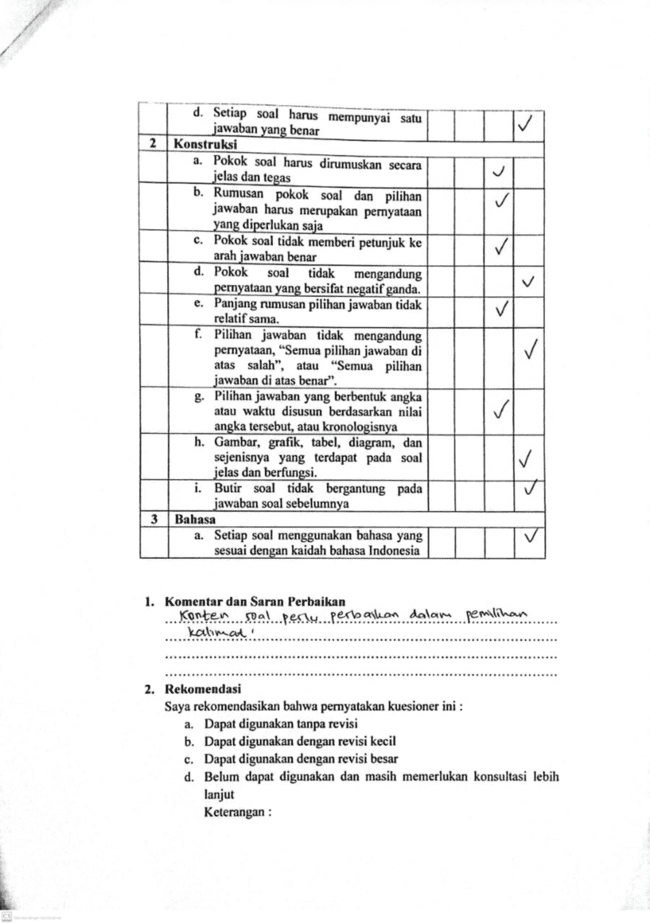 d. Setiap soal harus mempunyai satu
jawaban yang benar ✓
2 Konstruksi
a. Pokok soal harus dirumuskan secara
jelas dan tegas ✓
b. Rumusan pokok soal dan pilihan
jawaban harus merupakan pernyataan
yang diperlukan saja ✓
c. Pokok soal tidak memberi petunjuk ke
arah jawaban benar ✓
d. Pokok soal tidak mengandung
pernyataan yang bersifat negatif ganda. ✓
e. Panjang rumusan pilihan jawaban tidak
relatif sama. ✓
f. Pilihan jawaban tidak mengandung
pernyataan, “Semua pilihan jawaban di
atas salah”, atau “Semua pilihan
jawaban di atas benar”. ✓
g. Pilihan jawaban yang berbentuk angka
atau waktu disusun berdasarkan nilai
angka tersebut, atau kronologisnya ✓
h. Gambar, grafik, tabel, diagram, dan
sejenisnya yang terdapat pada soal
jelas dan berfungsi. ✓
i. Butir soal tidak bergantung pada
jawaban soal sebelumnya ✓
3 Bahasa
a. Setiap soal menggunakan bahasa yang
sesuai dengan kaidah bahasa Indonesia ✓
1. Komentar dan Saran Perbaikan
Konten soal perlu perbaikan dalam pemilihan
kalimat
2. Rekomendasi
Saya rekomendasikan bahwa pernyatakan kuesioner ini :
a. Dapat digunakan tanpa revisi
b. Dapat digunakan dengan revisi kecil
c. Dapat digunakan dengan revisi besar
d. Belum dapat digunakan dan masih memerlukan konsultasi lebih
lanjut
Keterangan :